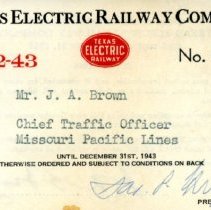 S ELECTRIC RAILWAY COM
TEXAS
ELECTRIC
RAILWAY
2-43
No.
Mr. J. A. Brown
Chief Traffic Officer
Missouri Pacific Lines
UNTIL DECEMBER 31ST, 1943
THERWISE ORDERED AND SUBJECT TO CONDITIONS ON BACK
PRE